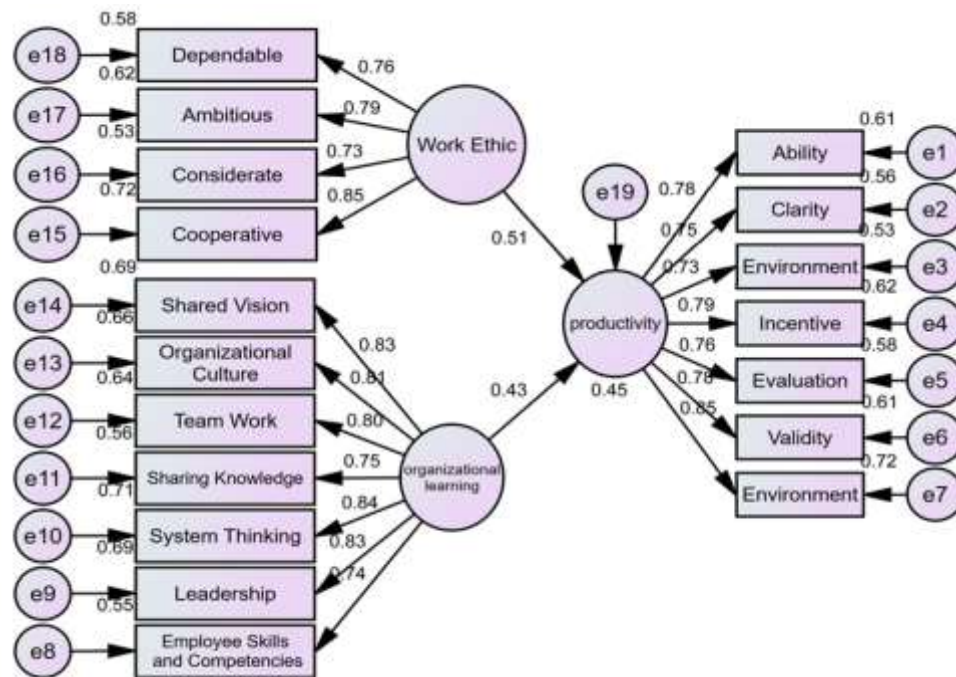 0.58
e18
Dependable
0.62
0.76
e17
Ambitious
0.79
0.53
Work Ethic
e16
Considerate
0.73
0.72
0.85
e15
Cooperative
0.69
0.51
e14
Shared Vision
0.66
0.83
e13
Organizational
Culture
0.64
0.81
e12
Team Work
0.80
0.56
e11
Sharing Knowledge
0.75
0.71
organizational
learning
e10
System Thinking
0.84
0.69
0.83
e9
Leadership
0.74
0.55
e8
Employee Skills
and Competencies
0.43
e19
productivity
0.45
0.61
Ability
e1
0.78
0.56
Clarity
e2
0.75
0.53
Environment
e3
0.73
0.62
Incentive
e4
0.79
0.58
Evaluation
e5
0.76
0.61
Validity
e6
0.78
0.72
Environment
e7
0.85